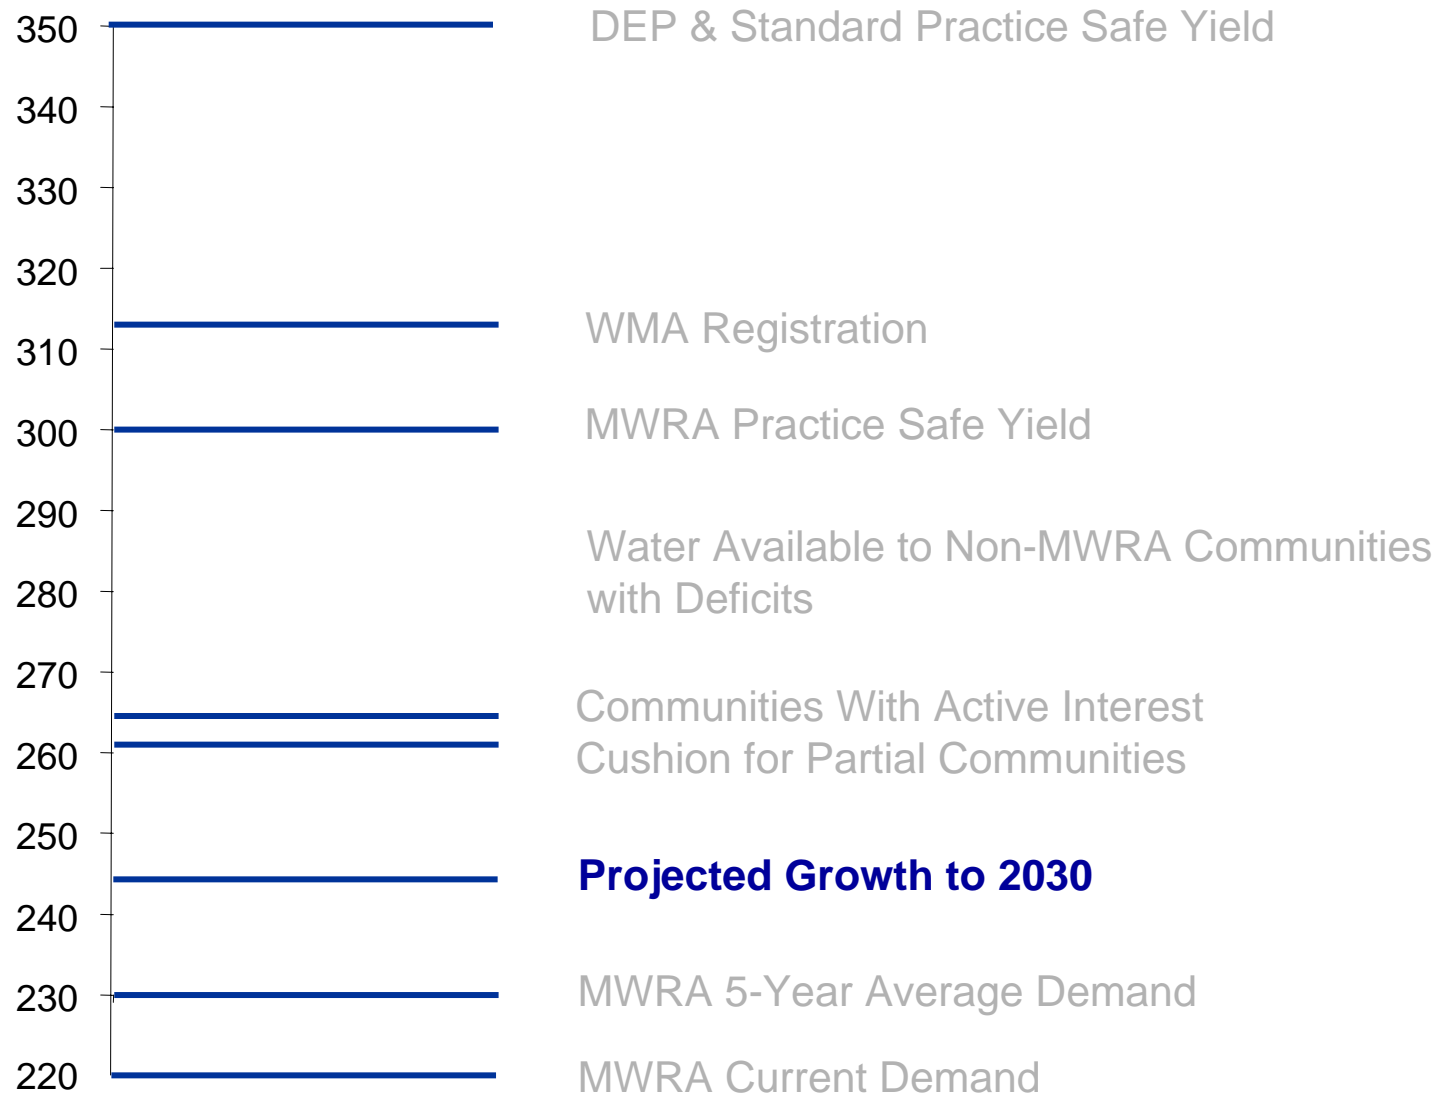 350 DEP & Standard Practice Safe Yield
340
330
320
WMA Registration
310
300 MWRA Practice Safe Yield
290
Water Available to Non-MWRA Communities
280 with Deficits
270
Communities With Active Interest
260 Cushion for Partial Communities
250
Projected Growth to 2030
240
230 MWRA 5-Year Average Demand
220 MWRA Current Demand